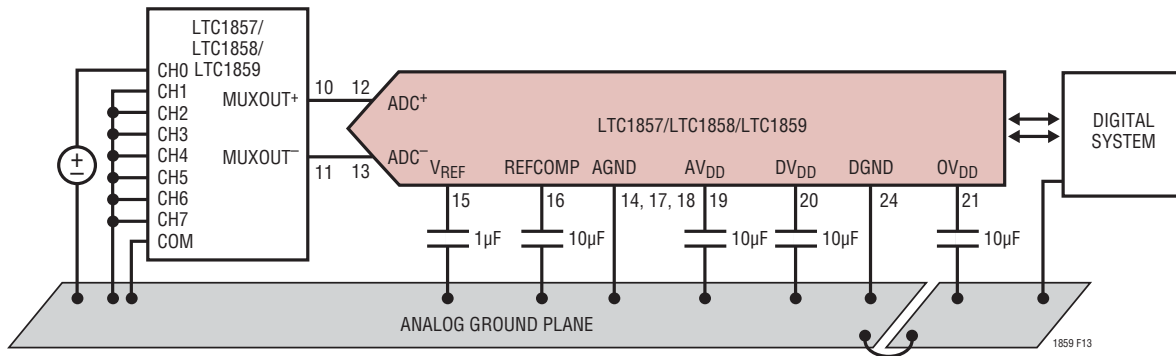 LTC1857/
LTC1858/
LTC1859
CH0
CH1
CH2
CH3
CH4
CH5
CH6
CH7
COM
MUXOUT+
MUXOUT–
10
11
12
13
ADC+
ADC–
LTC1857/LTC1858/LTC1859
VREF
REFCOMP
AGND
AVDD
DVDD
DGND
OVDD
15
16
14, 17, 18
19
20
24
21
1µF
10µF
10µF
10µF
10µF
DIGITAL
SYSTEM
+
–
ANALOG GROUND PLANE
1859 F13